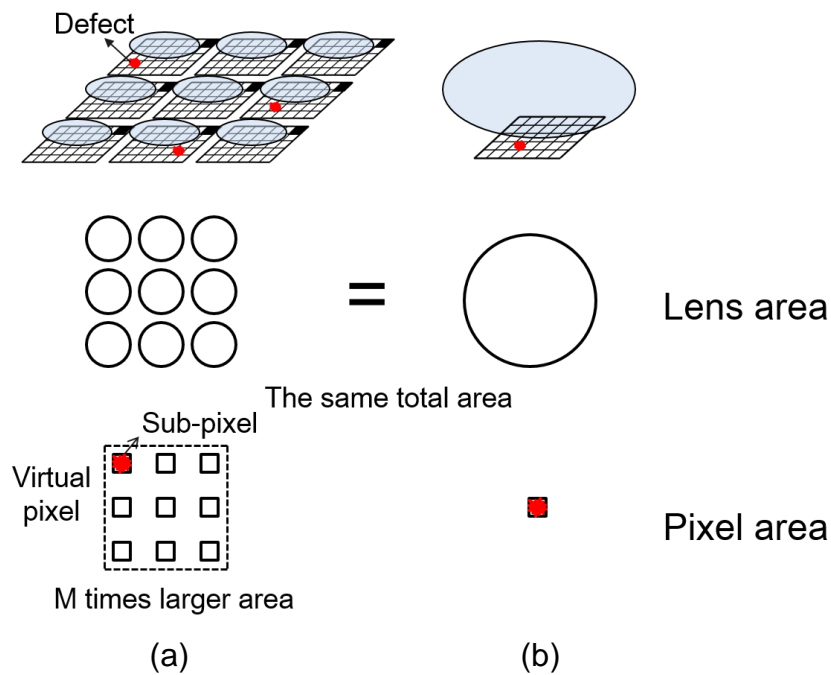 Defect
=
Lens area
The same total area
Sub-pixel
Virtual
pixel
Pixel area
M times larger area
(a)
(b)